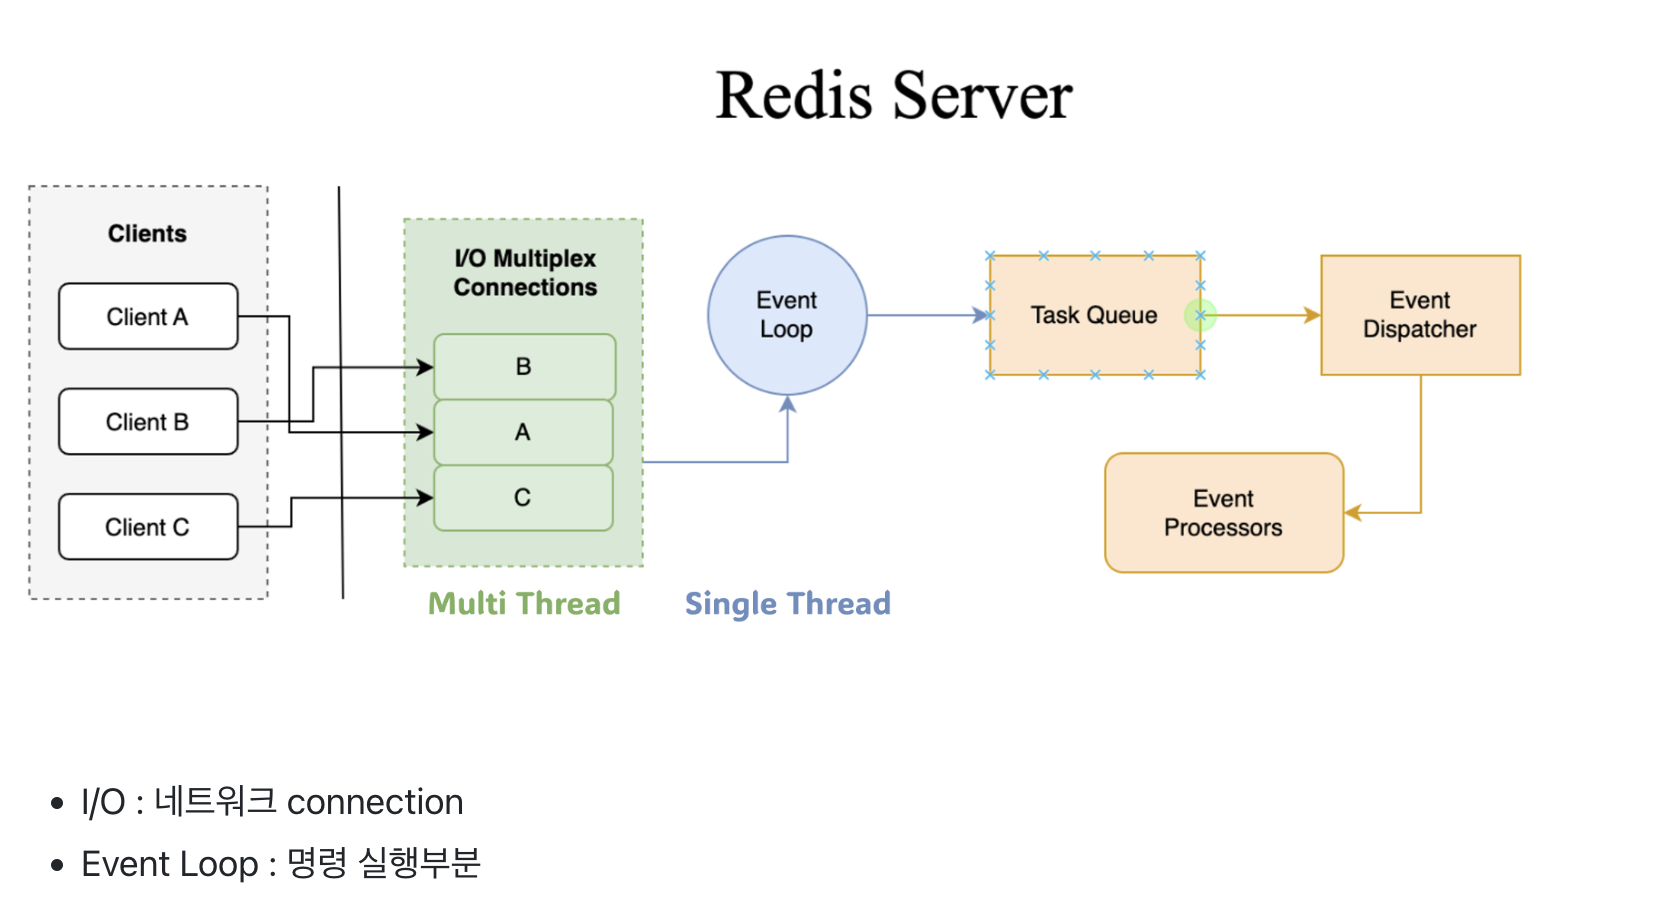 Redis Server
Clients
Client A
Client B
Client C
I/O Multiplex
Connections
B
A
C
Multi Thread
Event
Loop
Single Thread
Task Queue
Event
Dispatcher
Event
Processors
• I/O : 네트워크 connection
• Event Loop : 명령 실행부분